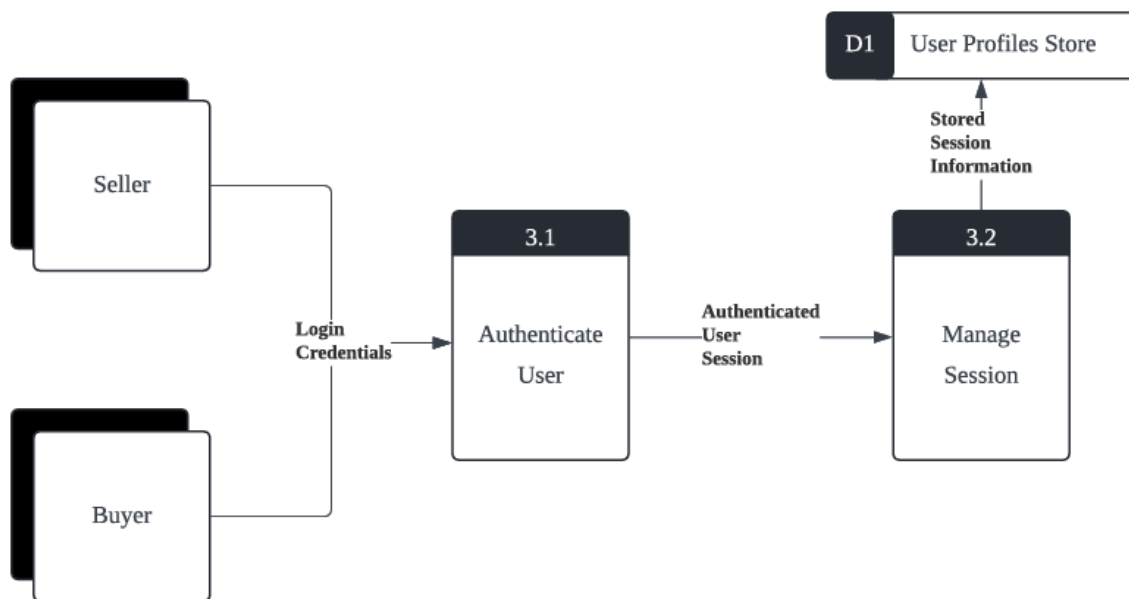 D1
User Profiles Store
Stored
Session
Information
Seller
3.1
3.2
Login
Credentials
Authenticate
User
Authenticated
User
Session
Manage
Session
Buyer